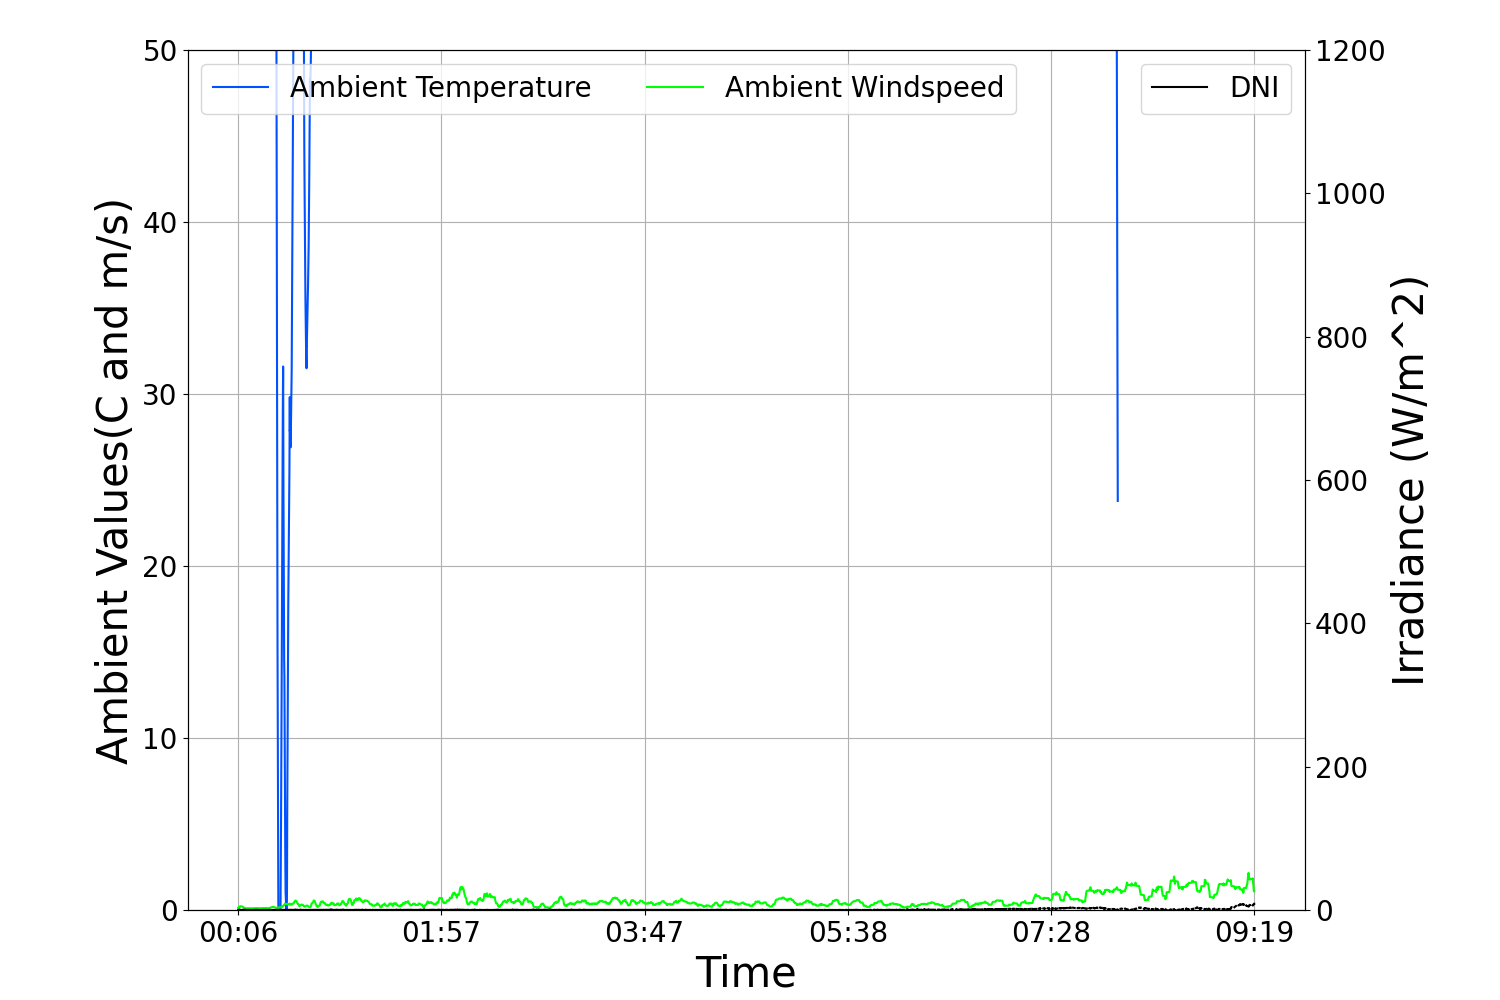 Ambient Temperature
Ambient Windspeed
DNI
Ambient Values(C and m/s)
50
40
30
20
10
0
1200
1000
800
600
400
200
0
Irradiance (W/m^2)
00:06 01:57 03:47 05:38 07:28 09:19
Time